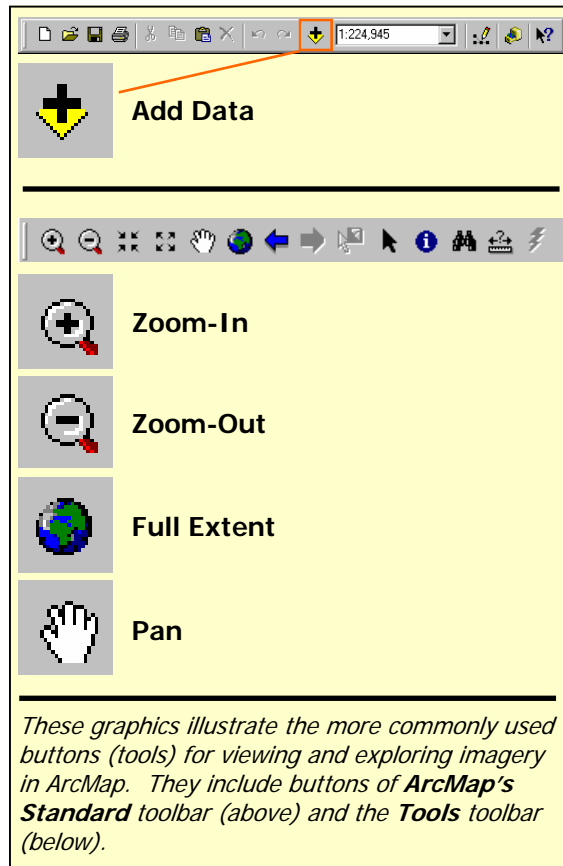 1:224,945
Add Data
Zoom-In
Zoom-Out
Full Extent
Pan
These graphics illustrate the more commonly used
buttons (tools) for viewing and exploring imagery
in ArcMap. They include buttons of ArcMap's
Standard toolbar (above) and the Tools toolbar
(below).